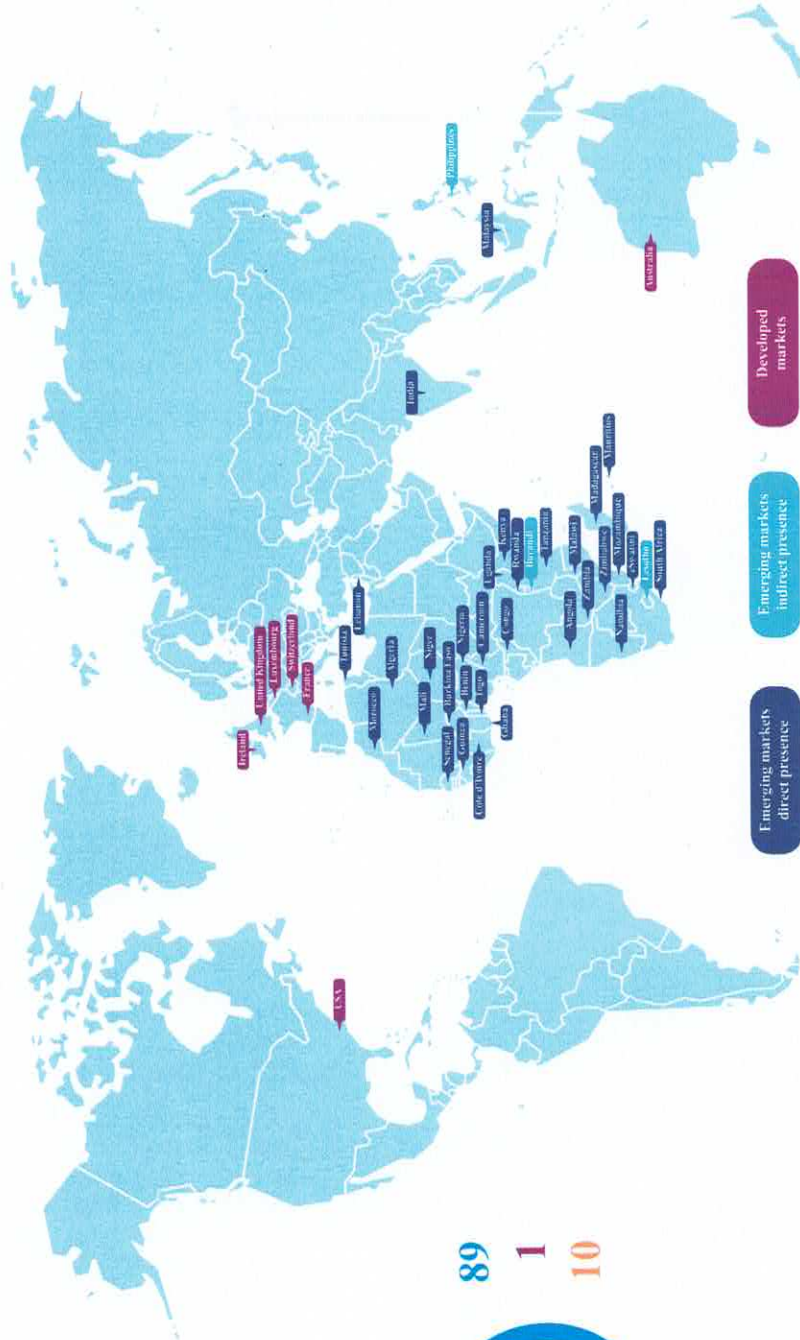 Ireland
United Kingdom
Luxembourg
Switzerland
France
USA
Tunisia
Lebanon
Morocco
Algeria
India
Mali
Niger
Senegal
Burkina Faso
Philippines
Guinea
Nigeria
Benin
89
Côte d'Ivoire
Togo
Cameroon
Malaysia
Uganda
Kenya
Ghana
Congo
Rwanda
Burundi
1
Tanzania
Angola
Malawi
10
Zambia
Madagascar
Zimbabwe
Mauritius
Mozambique
Namibia
eSwatini
Lesotho
Australia
South Africa
Emerging markets
direct presence
Emerging markets
indirect presence
Developed
markets